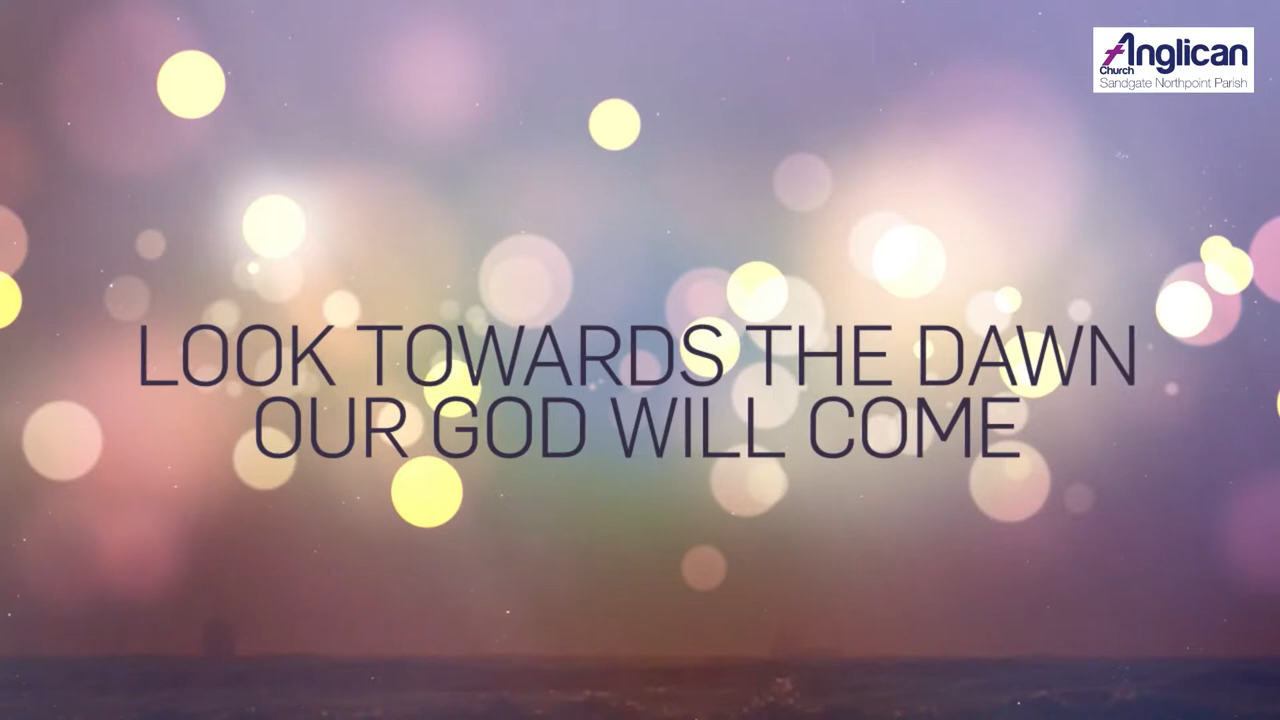 Anglican
Church
Sandgate Northpoint Parish
LOOK TOWARDS THE DAWN
OUR GOD WILL COME